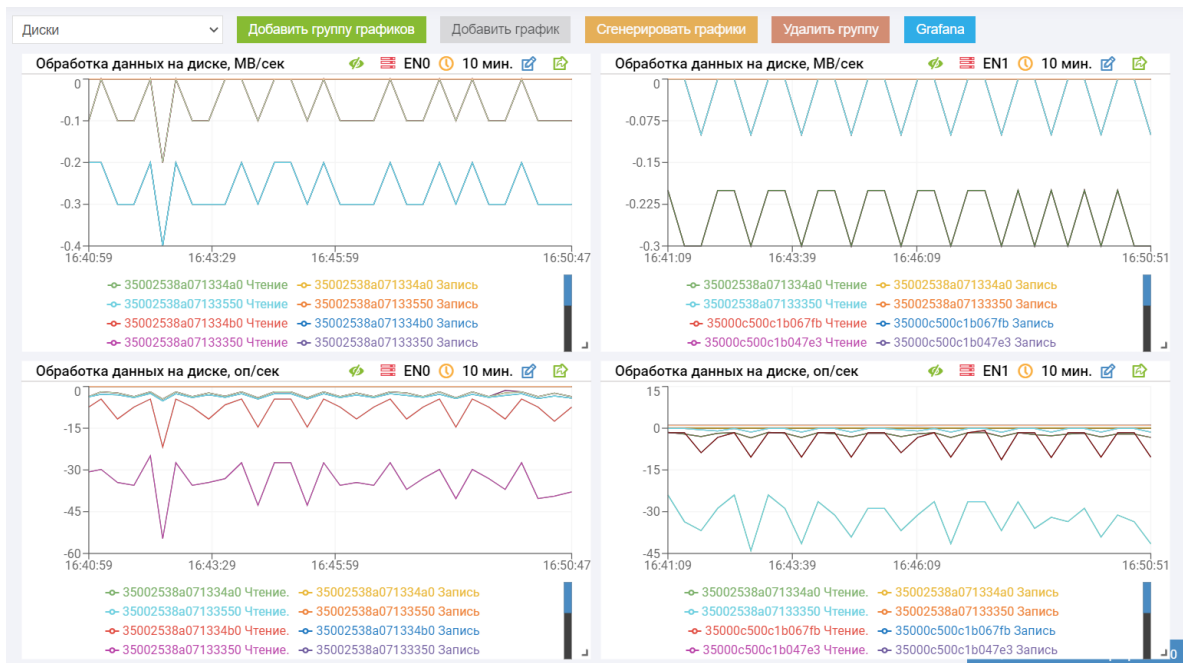 Диски
Добавить группу графиков
Добавить график
Сгенерировать графики
Удалить группу
Grafana
Обработка данных на диске, MB/сек
EN0
10 мин.
0
-0.1
-0.2
-0.3
-0.4
16:40:59 16:43:29 16:45:59 16:50:47
35002538a071334a0 Чтение 35002538a071334a0 Запись
35002538a07133550 Чтение 35002538a07133550 Запись
35002538a071334b0 Чтение 35002538a071334b0 Запись
35002538a07133350 Чтение 35002538a07133350 Запись
Обработка данных на диске, MB/сек
EN1
10 мин.
0
-0.075
-0.15
-0.225
-0.3
16:41:09 16:43:39 16:46:09 16:50:51
35002538a071334a0 Чтение 35002538a071334a0 Запись
35002538a07133350 Чтение 35002538a07133350 Запись
35000c500c1b067fb Чтение 35000c500c1b067fb Запись
35000c500c1b047e3 Чтение 35000c500c1b047e3 Запись
Обработка данных на диске, оп/сек
EN0
10 мин.
0
-15
-30
-45
-60
16:40:59 16:43:29 16:45:59 16:50:47
35002538a071334a0 Чтение. 35002538a071334a0 Запись
35002538a07133550 Чтение. 35002538a07133550 Запись
35002538a071334b0 Чтение. 35002538a071334b0 Запись
35002538a07133350 Чтение. 35002538a07133350 Запись
Обработка данных на диске, оп/сек
EN1
10 мин.
15
0
-15
-30
-45
16:41:09 16:43:39 16:46:09 16:50:51
35002538a071334a0 Чтение. 35002538a071334a0 Запись
35002538a07133350 Чтение. 35002538a07133350 Запись
35000c500c1b067fb Чтение. 35000c500c1b067fb Запись
35000c500c1b047e3 Чтение. 35000c500c1b047e3 Запись
0